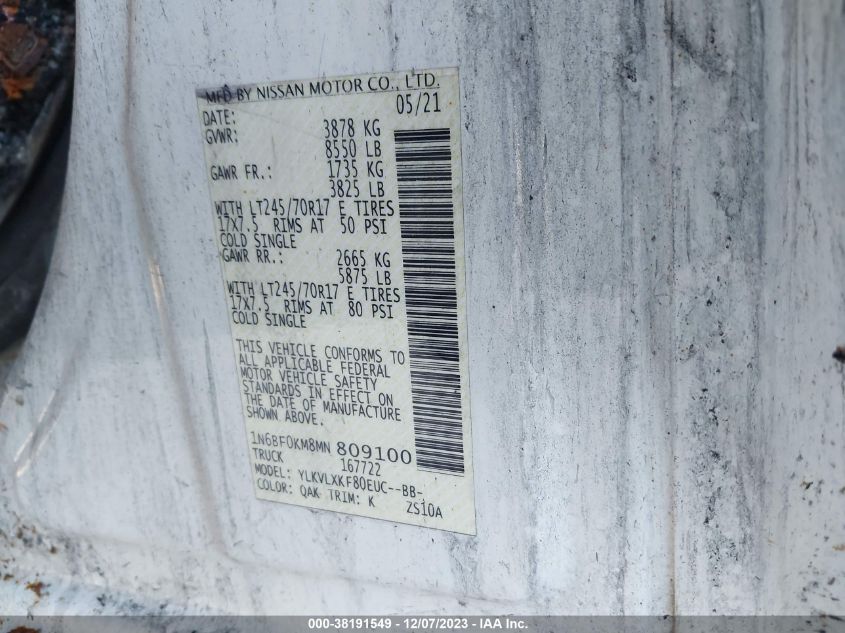 MFD BY NISSAN MOTOR CO., LTD.
DATE: 05/21
GVWR: 3878 KG
8550 LB
GAWR FR.: 1735 KG
3825 LB
WITH LT245/70R17 E TIRES
17X7.5 RIMS AT 50 PSI
COLD SINGLE
GAWR RR.: 2665 KG
5875 LB
WITH LT245/70R17 E TIRES
17X7.5 RIMS AT 80 PSI
COLD SINGLE
THIS VEHICLE CONFORMS TO
ALL APPLICABLE FEDERAL
MOTOR VEHICLE SAFETY
STANDARDS IN EFFECT ON
THE DATE OF MANUFACTURE
SHOWN ABOVE.
1N6BF0KM8MN 809100
TRUCK 167722
MODEL: YLKVLXKF80EUC--BB-
COLOR: QAK TRIM: K ZS10A
000-38191549 - 12/07/2023 - IAA Inc.